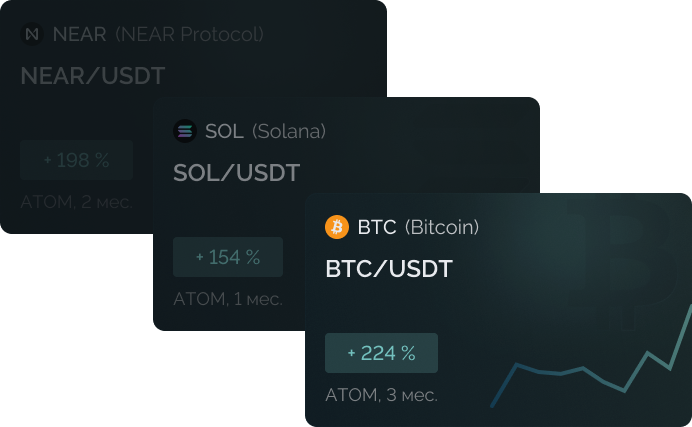 NEAR (NEAR Protocol)
NEAR/USDT
+ 198 %
ATOM, 2 мес.
SOL (Solana)
SOL/USDT
+ 154 %
ATOM, 1 мес.
BTC (Bitcoin)
BTC/USDT
+ 224 %
ATOM, 3 мес.